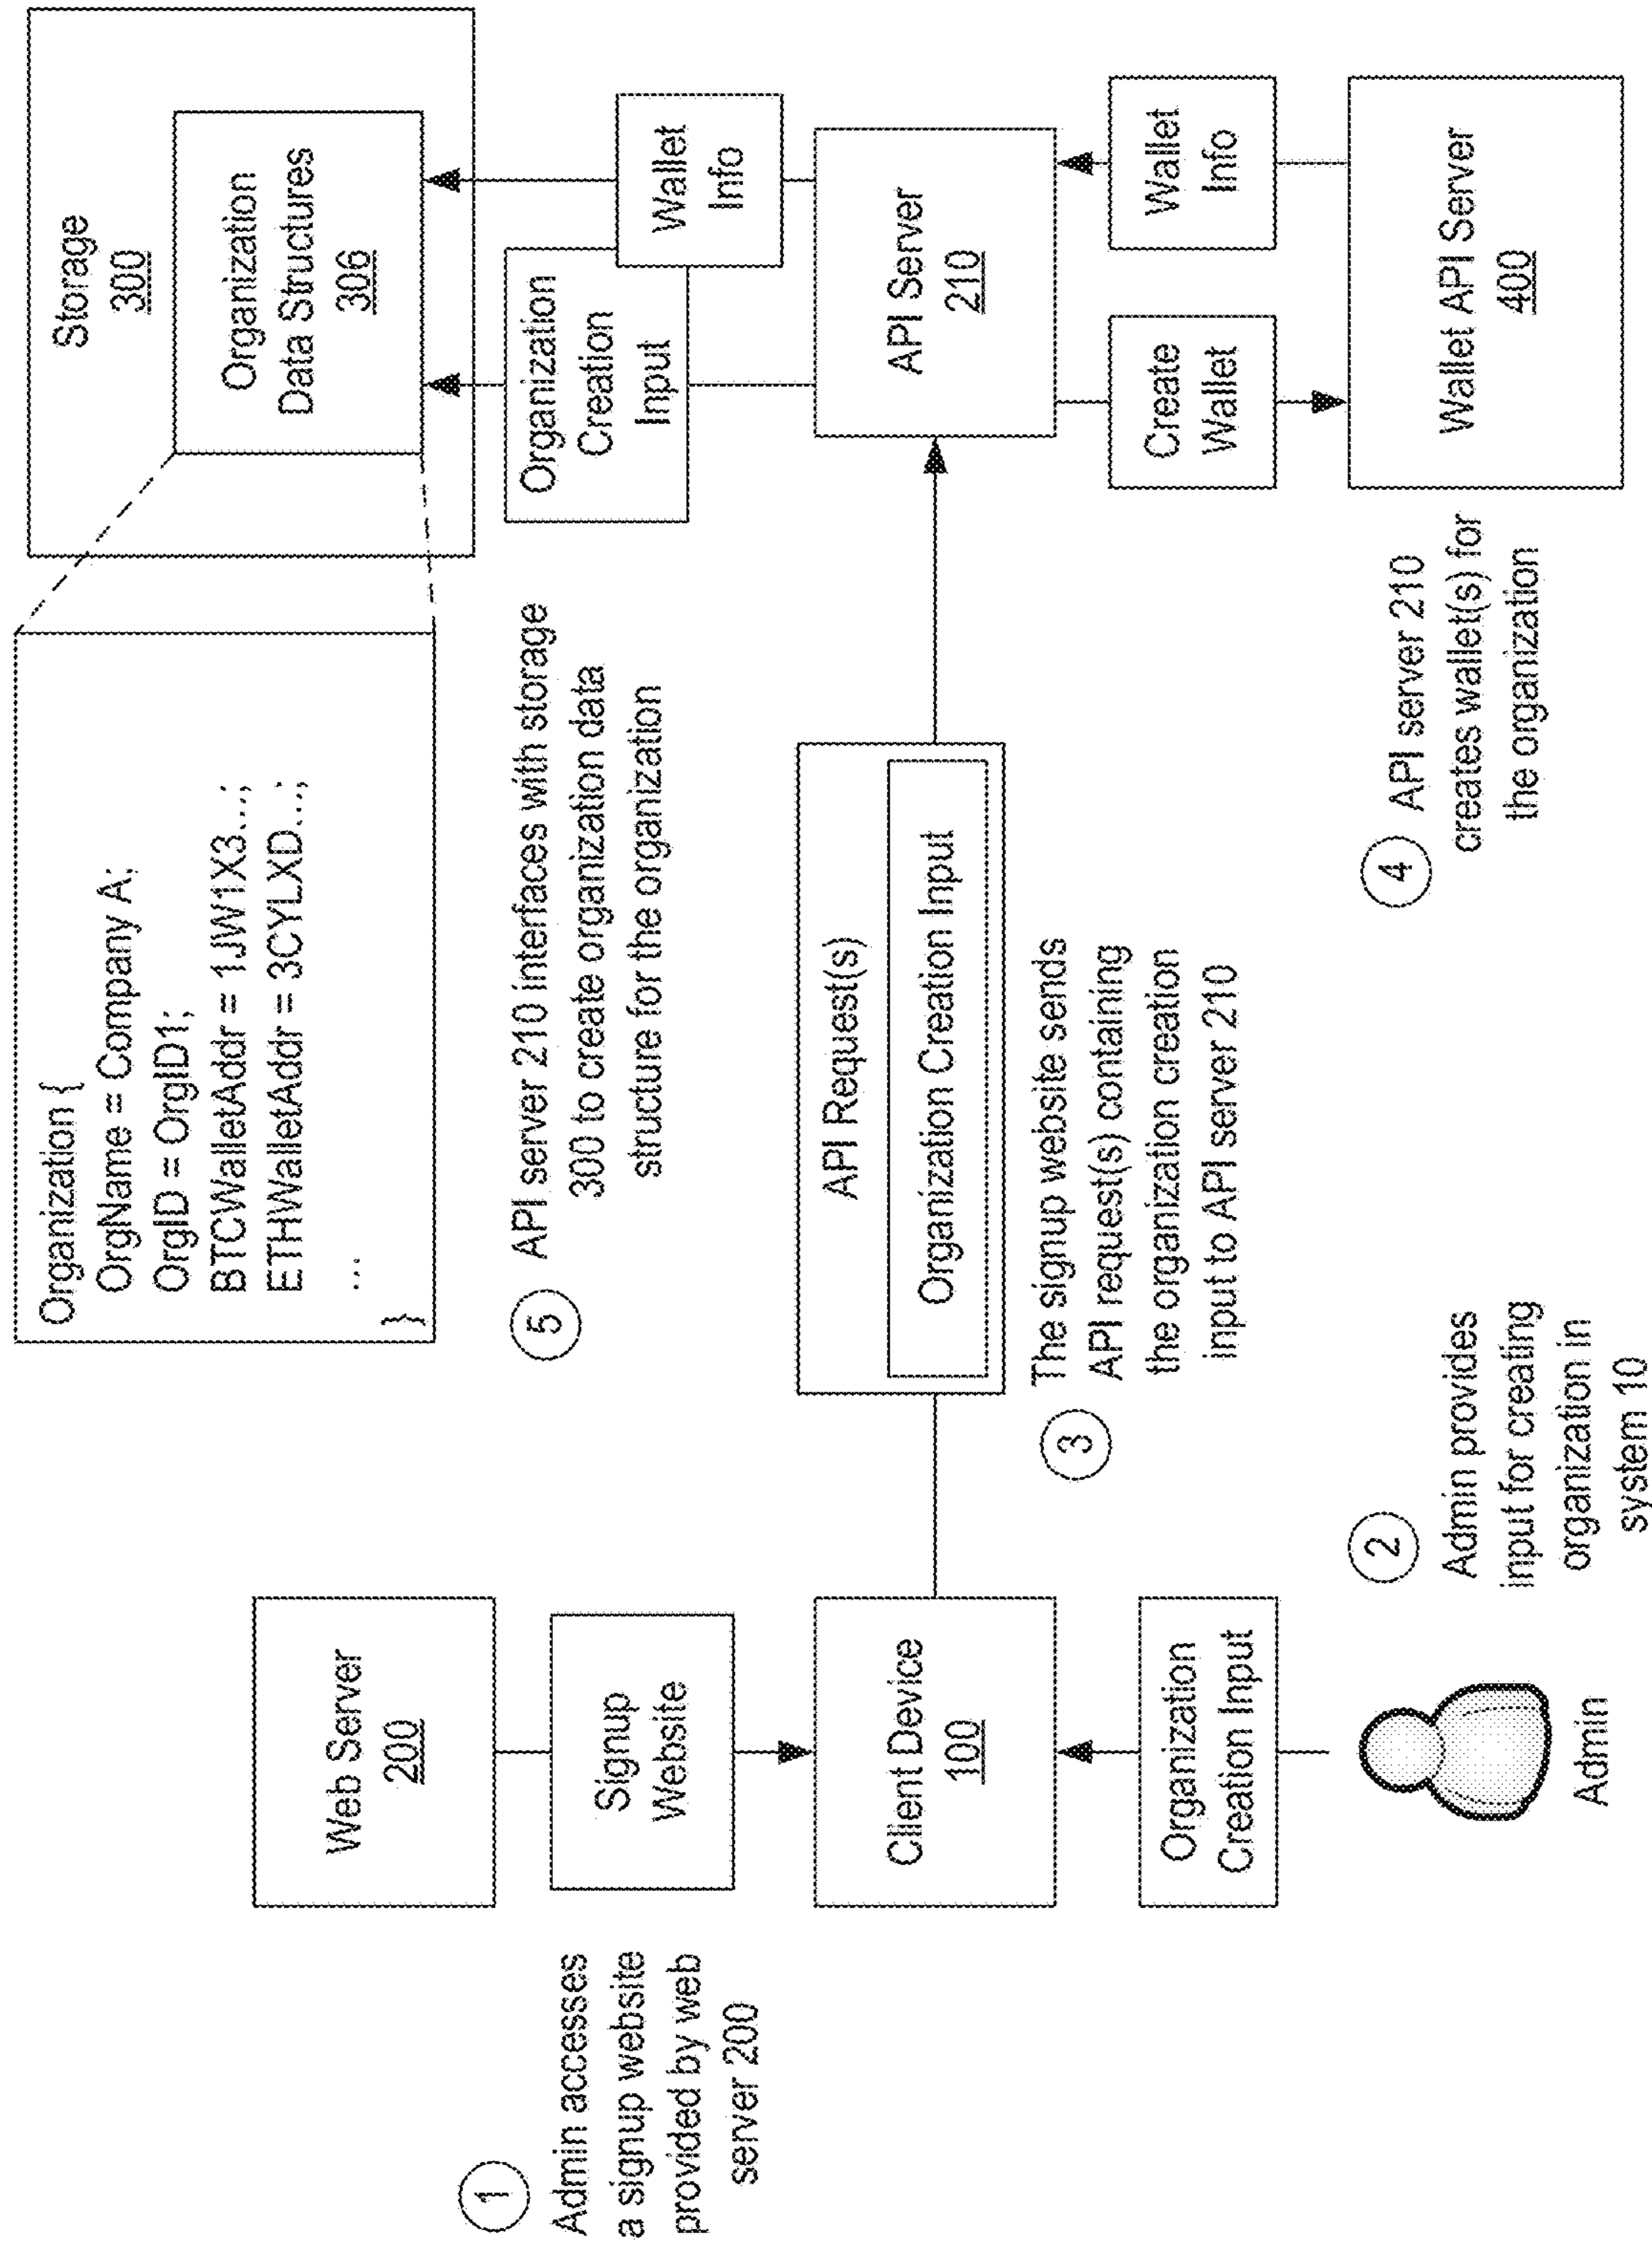 Organization {
OrgName = Company A;
OrgID = OrgID1;
BTCWalletAddr = 1JW1X3...;
ETHWalletAddr = 3CYLXD...;
...
}
Storage
300
Organization
Data Structures
306
Web Server
200
Signup
Website
1
Admin accesses
a signup website
provided by web
server 200
Client Device
100
Organization
Creation Input
Admin
2
Admin provides
input for creating
organization in
system 10
API Request(s)
Organization Creation Input
3
The signup website sends
API request(s) containing
the organization creation
input to API server 210
5
API server 210 interfaces with storage
300 to create organization data
structure for the organization
Organization
Creation
Input
Wallet
Info
API Server
210
Create
Wallet
Wallet
Info
Wallet API Server
400
4
API server 210
creates wallet(s) for
the organization